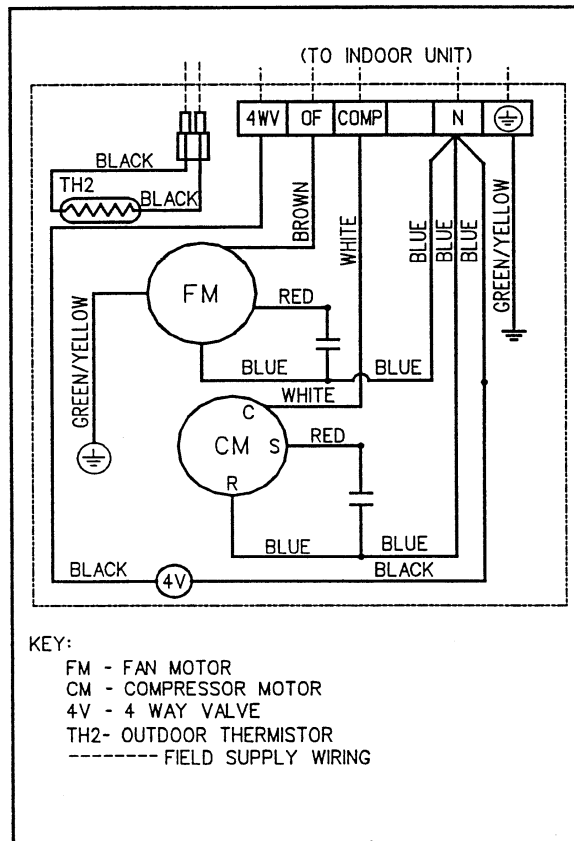 (TO INDOOR UNIT)
4WV OF COMP N
BLACK
TH2
BLACK
BROWN
WHITE
BLUE
BLUE
BLUE
GREEN/YELLOW
FM
RED
GREEN/YELLOW
BLUE
BLUE
WHITE
C
CM
S
RED
R
BLUE
BLUE
BLACK
4V
BLACK
KEY:
FM - FAN MOTOR
CM - COMPRESSOR MOTOR
4V - 4 WAY VALVE
TH2- OUTDOOR THERMISTOR
--------- FIELD SUPPLY WIRING